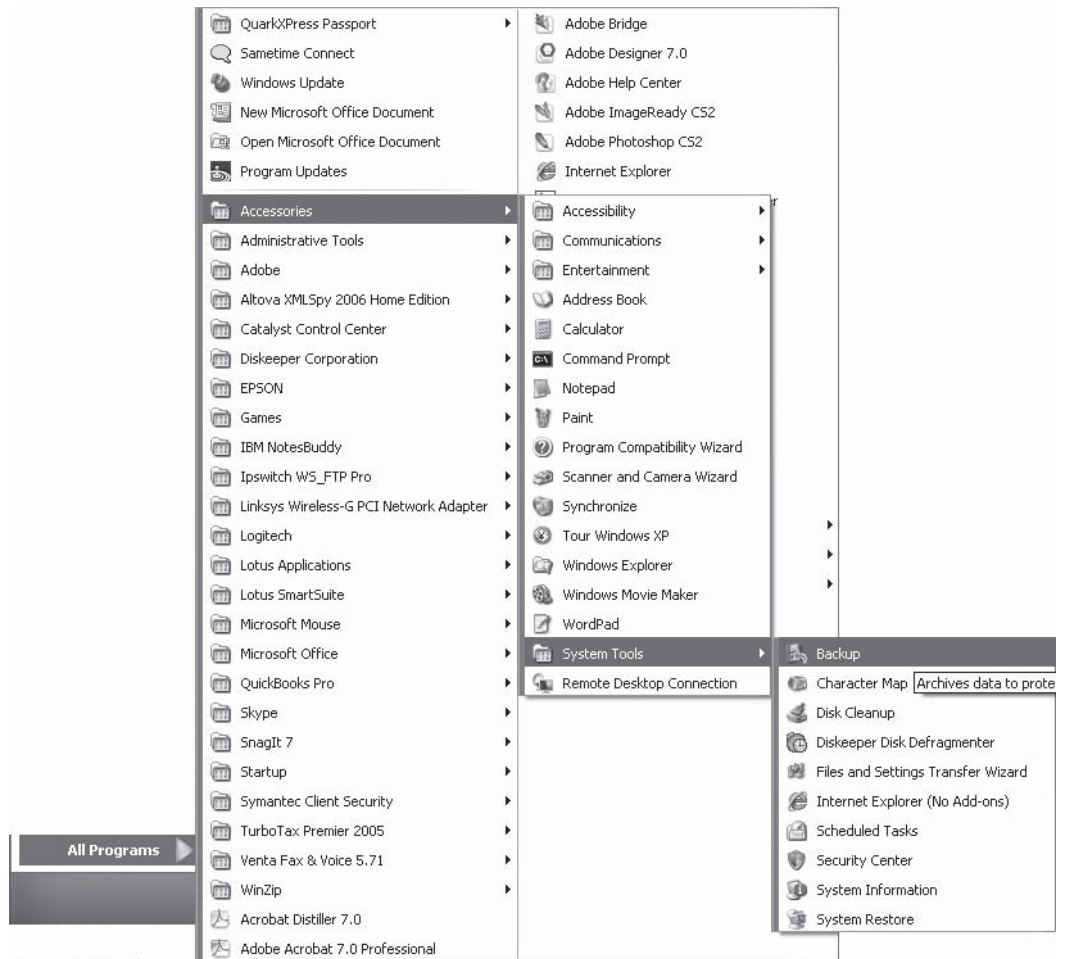 QuarkXPress Passport
Sametime Connect
Windows Update
New Microsoft Office Document
Open Microsoft Office Document
Program Updates
Accessories
Administrative Tools
Adobe
Altova XMLSpy 2006 Home Edition
Catalyst Control Center
Diskeeper Corporation
EPSON
Games
IBM NotesBuddy
Ipswitch WS_FTP Pro
Linksys Wireless-G PCI Network Adapter
Logitech
Lotus Applications
Lotus SmartSuite
Microsoft Mouse
Microsoft Office
QuickBooks Pro
Skype
SnagIt 7
Startup
Symantec Client Security
TurboTax Premier 2005
Venta Fax & Voice 5.71
WinZip
Acrobat Distiller 7.0
Adobe Acrobat 7.0 Professional
All Programs
Adobe Bridge
Adobe Designer 7.0
Adobe Help Center
Adobe ImageReady CS2
Adobe Photoshop CS2
Internet Explorer
Accessibility
Communications
Entertainment
Address Book
Calculator
Command Prompt
Notepad
Paint
Program Compatibility Wizard
Scanner and Camera Wizard
Synchronize
Tour Windows XP
Windows Explorer
Windows Movie Maker
WordPad
System Tools
Remote Desktop Connection
Backup
Character Map
Archives data to prote
Disk Cleanup
Diskeeper Disk Defragmenter
Files and Settings Transfer Wizard
Internet Explorer (No Add-ons)
Scheduled Tasks
Security Center
System Information
System Restore